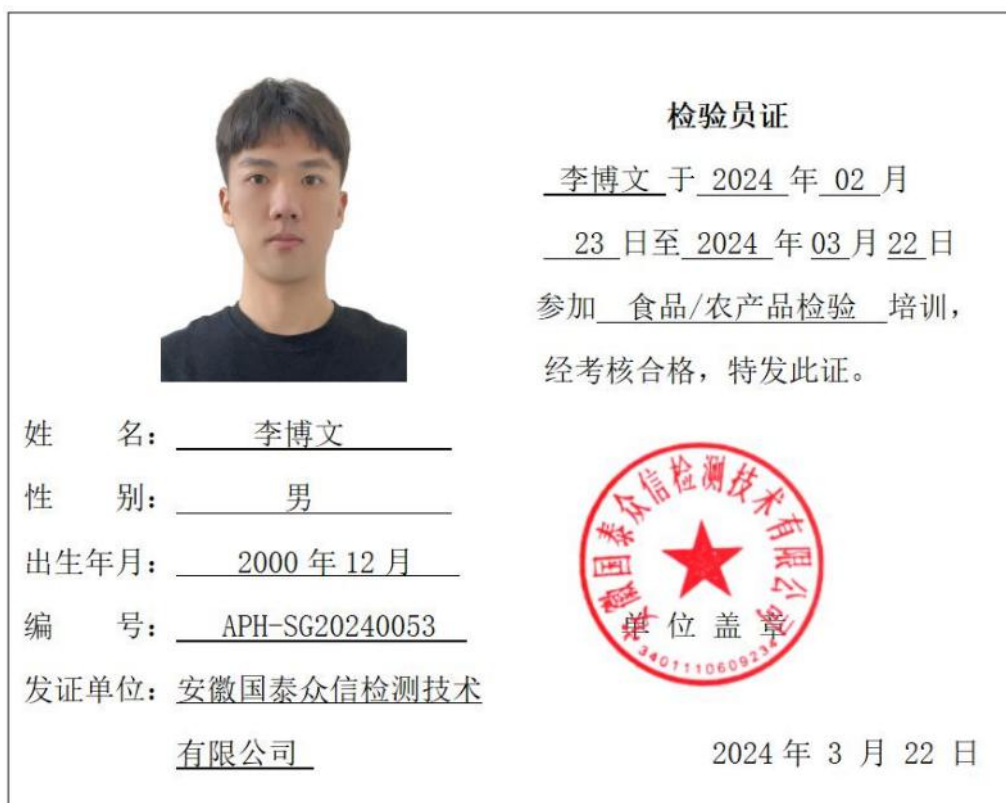 检验员证
李博文 于 2024 年 02 月
23 日至 2024 年 03 月 22 日
参加 食品/农产品检验 培训，
经考核合格，特发此证。
姓 名： 李博文
性 别： 男
出生年月： 2000 年 12 月
编 号： APH-SG20240053
发证单位：安徽国泰众信检测技术
有限公司
安徽国泰众信检测技术有限公司
单位盖章
3401110609234
2024 年 3 月 22 日